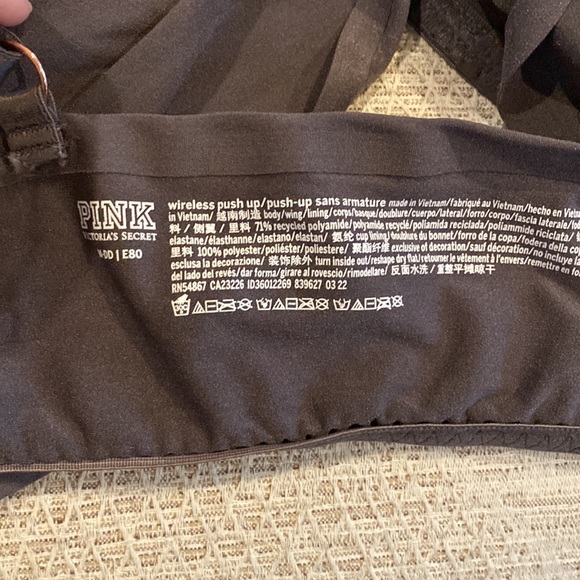 PINK
VICTORIA'S SECRET
DD | E80
wireless push up/push-up sans armature made in Vietnam/fabriqué au Vietnam/hecho en Vietnam
in Vietnam/ 越南制造 body/wing/lining/corps/basque/doublure/cuerpo/lateral/forro/corpo/fascia laterale
料 / 侧翼 / 里料 71% recycled polyamide/polyamide recyclé/poliamida reciclada/poliammide riciclata
elastane/élasthanne/elastano/elastan/ 氨纶 cup lining/doublure du bonnet/forro de la copa/fodera della
里料 100% polyester/poliéster/poliestere/ 聚酯纤维 exclusive of decoration/sauf décoration/no incluye
esclusa la decorazione/ 装饰除外 turn inside out/reshape dry flat/retourner le vêtement à l'envers/remettre en
del lado del revés/dar forma/girare al rovescio/rimodellare/ 反面水洗 /重整平摊晾干
RN54867 CA23226 ID36012269 839627 03 22